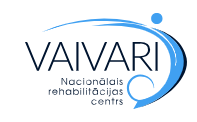 VAIVARI
Nacionālais
rehabilitācijas
centrs